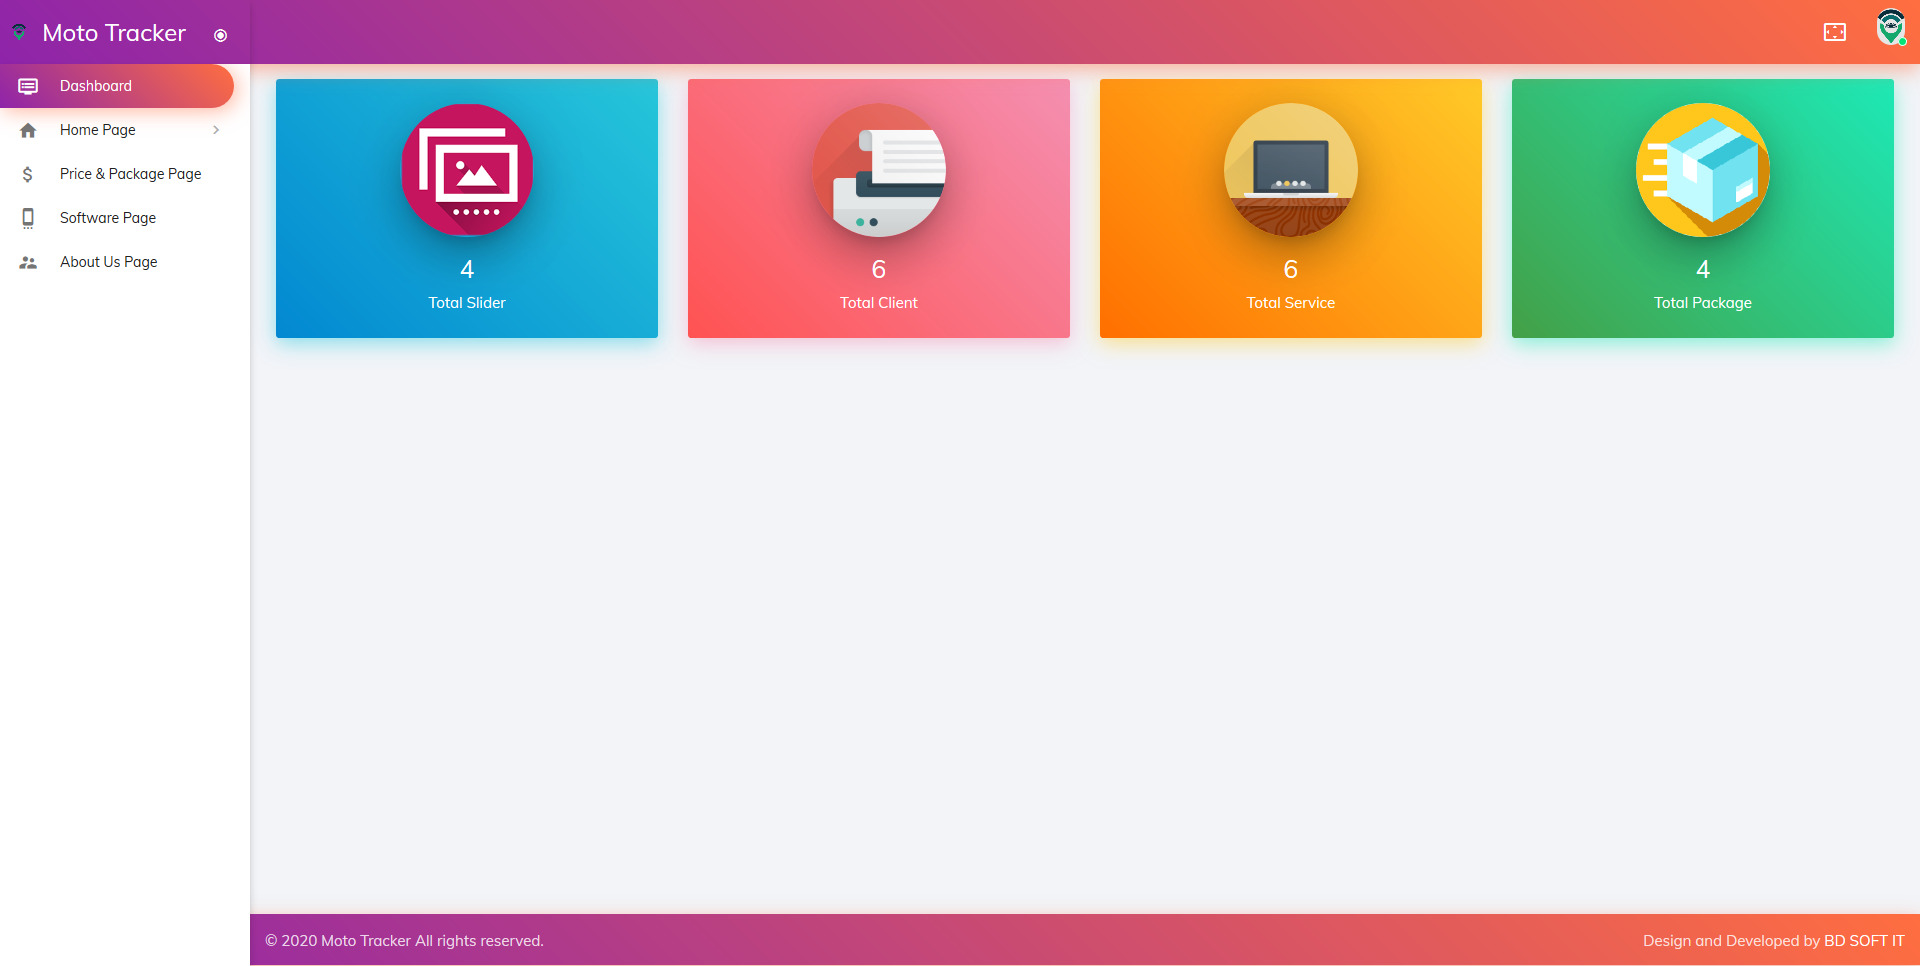 Moto Tracker
Dashboard
Home Page
Price & Package Page
Software Page
About Us Page
4
Total Slider
6
Total Client
6
Total Service
4
Total Package
© 2020 Moto Tracker All rights reserved.
Design and Developed by BD SOFT IT